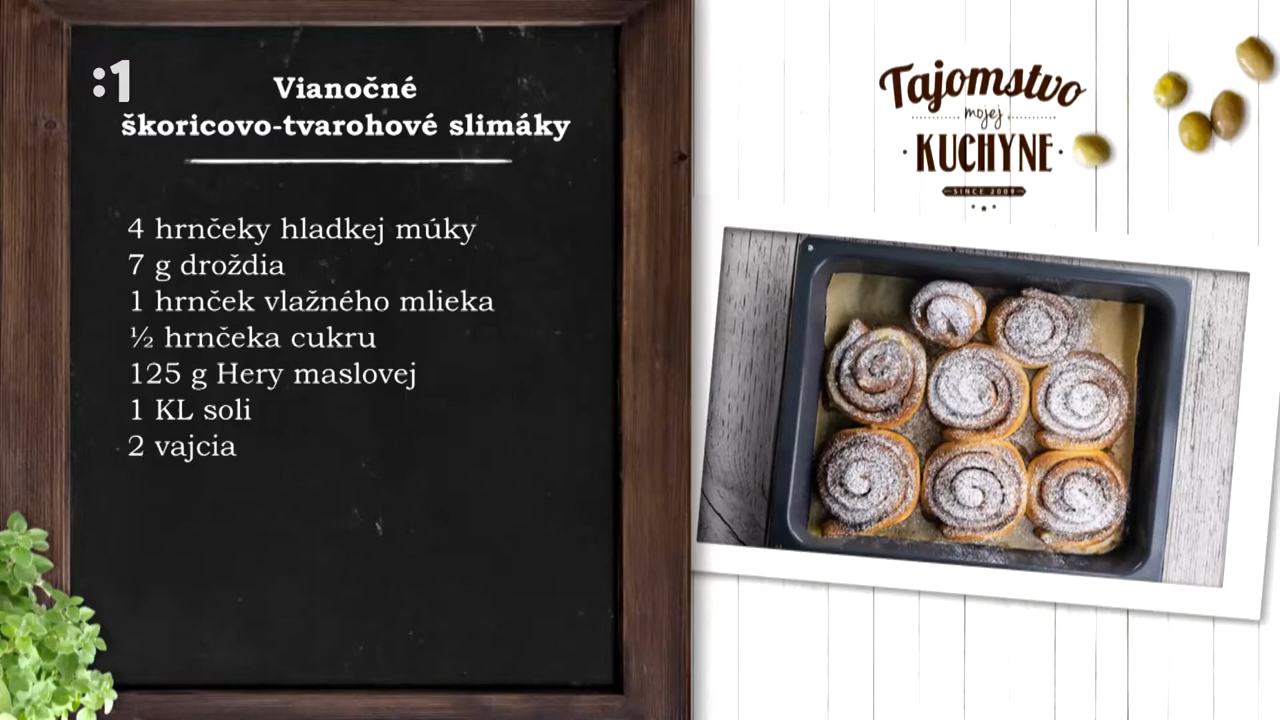 :1
Vianočné
škoricovo-tvarohové slimáky
4 hrnčeky hladkej múky
7 g droždia
1 hrnček vlažného mlieka
½ hrnčeka cukru
125 g Hery maslovej
1 KL soli
2 vajcia
Tajomstvo
mojej
KUCHYNE
SINCE 2009